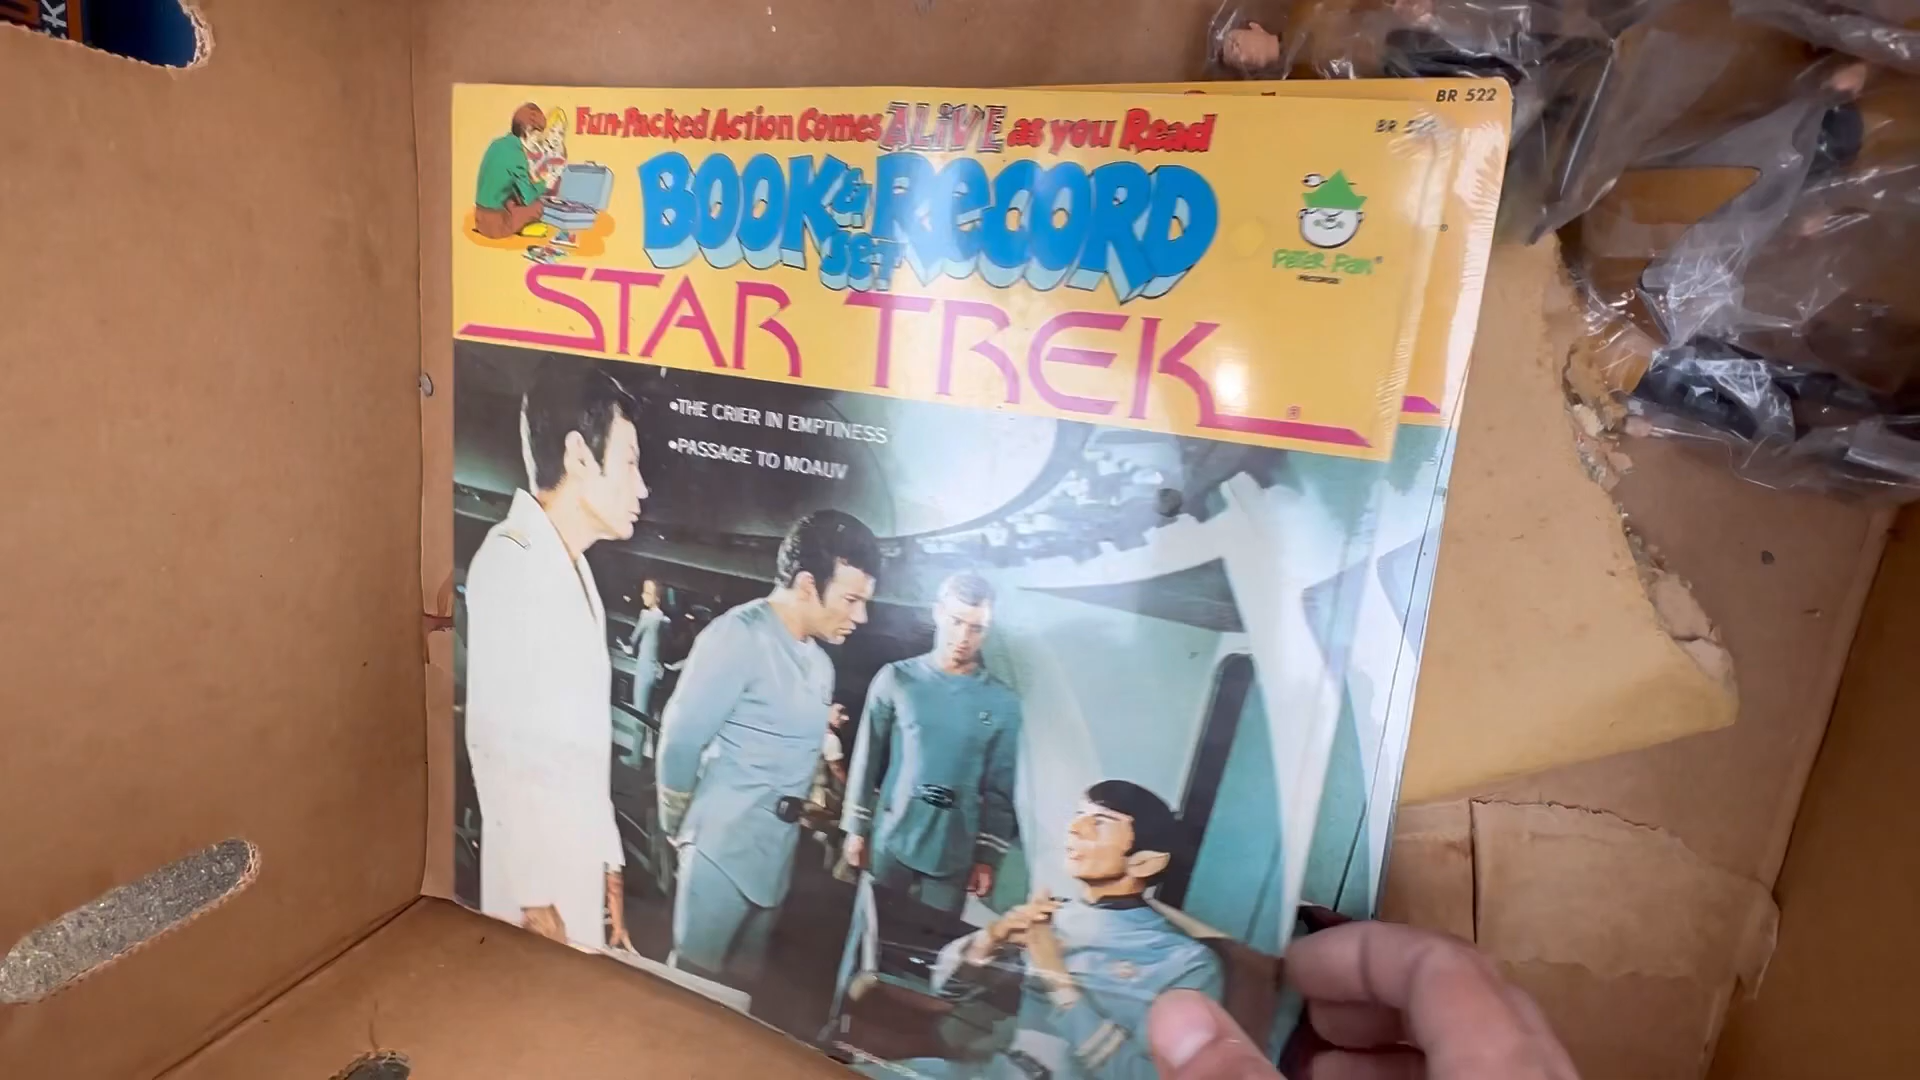 BR 522
Fun-Packed Action Comes ALIVE as you Read
BOOK & RECORD
SET
Peter Pan®
RECORDS
STAR TREK®
•THE CRIER IN EMPTINESS
•PASSAGE TO MOAUV